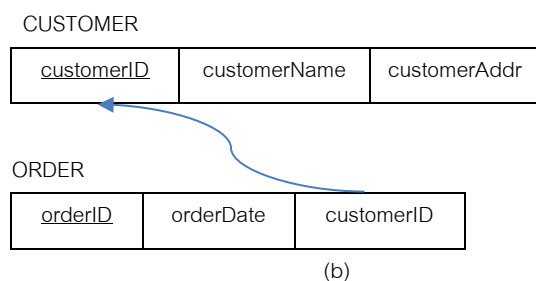 CUSTOMER
customerID customerName customerAddr
ORDER
orderID orderDate customerID
(b)